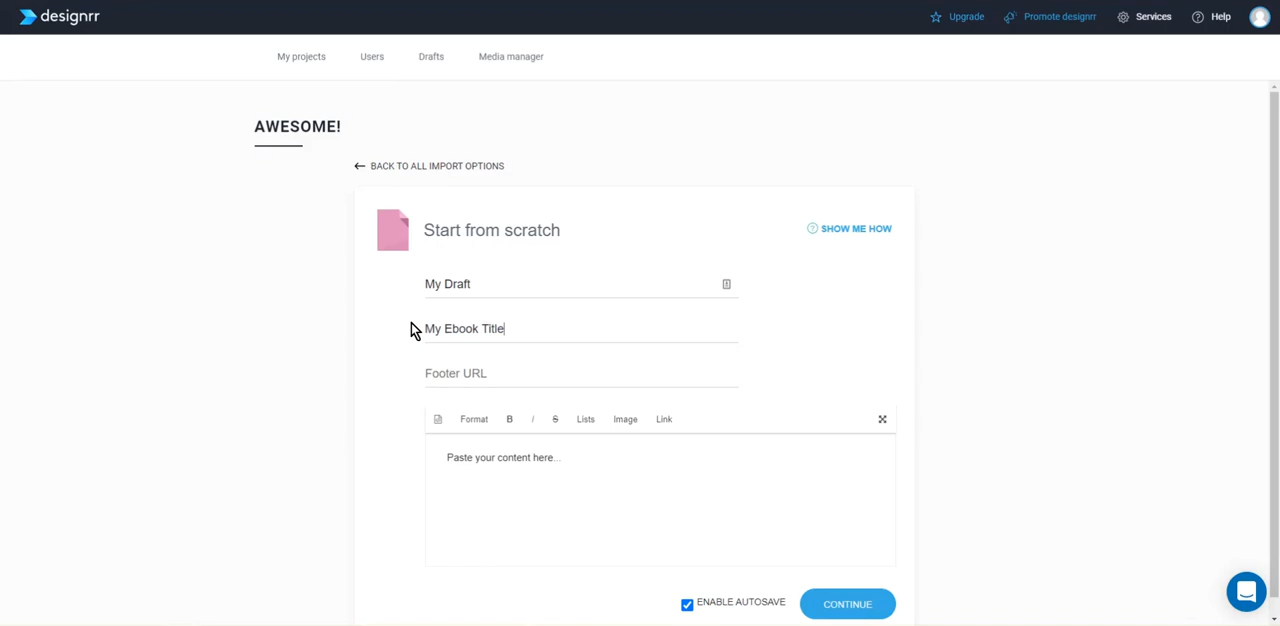 designrr
Upgrade
Promote designrr
Services
Help
My projects
Users
Drafts
Media manager
AWESOME!
BACK TO ALL IMPORT OPTIONS
Start from scratch
SHOW ME HOW
My Draft
My Ebook Title
Footer URL
Format B I S Lists Image Link
Paste your content here...
ENABLE AUTOSAVE
CONTINUE